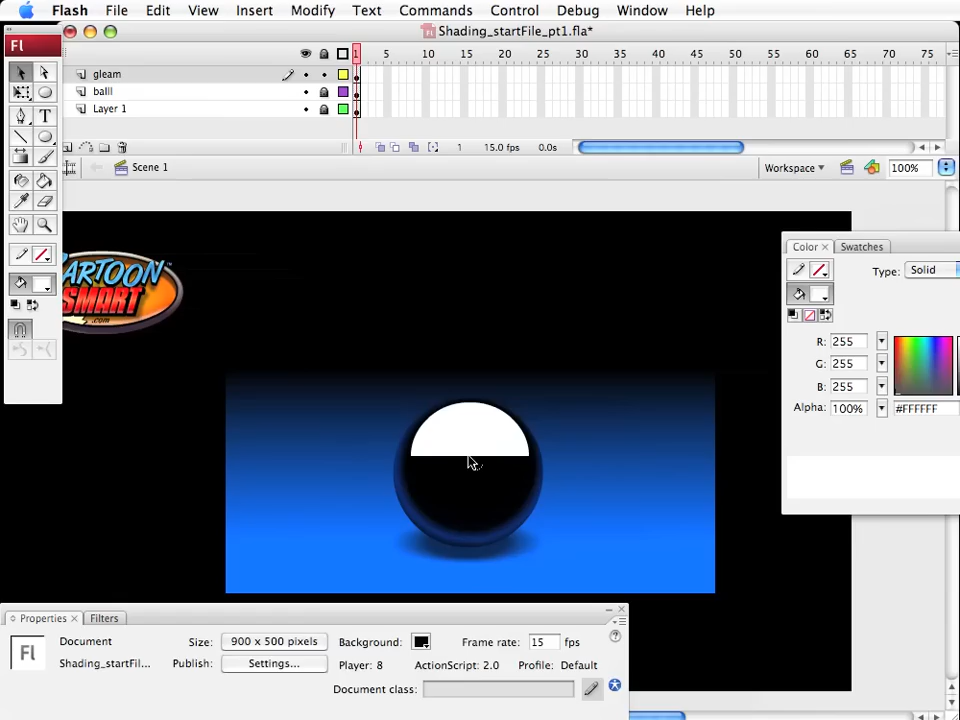 Flash File Edit View Insert Modify Text Commands Control Debug Window Help
Shading_startFile_pt1.fla*
Fl
1 5 10 15 20 25 30 35 40 45 50 55 60 65 70 75
gleam
balll
Layer 1
15.0 fps 0.0s
Scene 1
Workspace
100%
T
CARTOON
SMART
.com
TM
Color × Swatches
Type: Solid
R: 255
G: 255
B: 255
Alpha: 100%
#FFFFFF
Properties × Filters
Fl
Document
Shading_startFil...
Size: 900 x 500 pixels
Background:
Frame rate: 15 fps
Publish: Settings...
Player: 8 ActionScript: 2.0 Profile: Default
Document class:
?